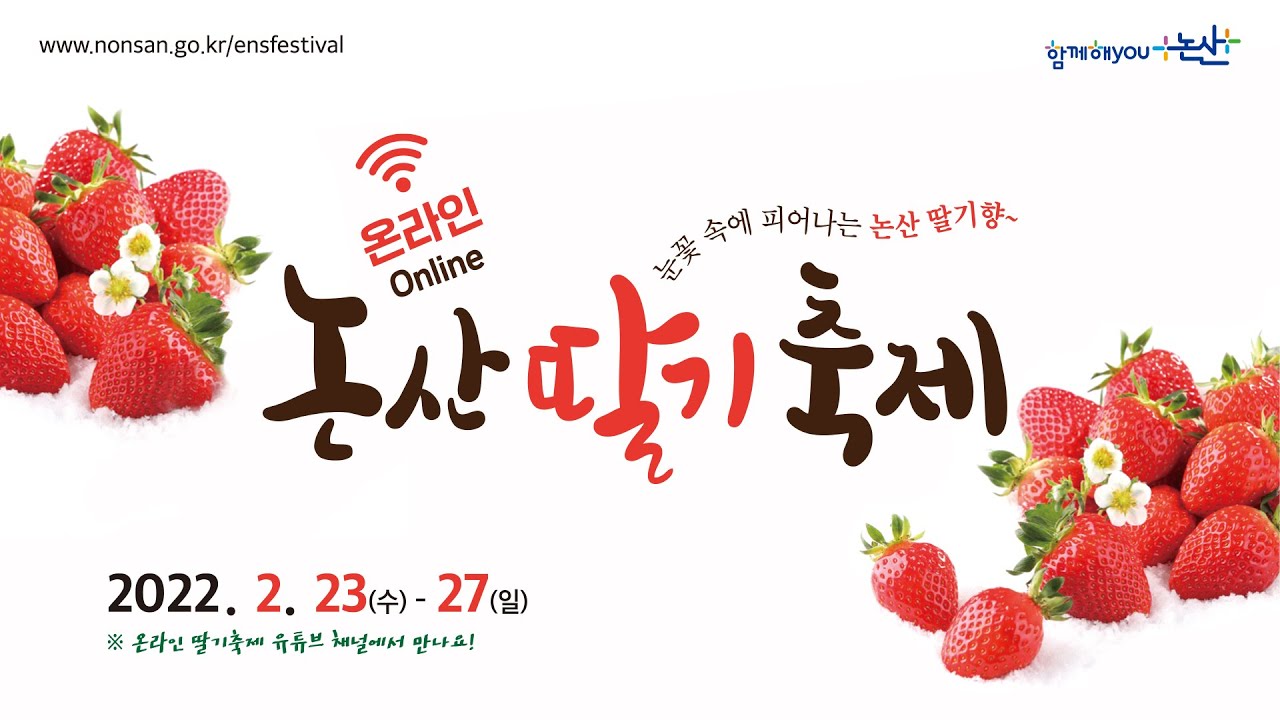 www.nonsan.go.kr/ensfestival
함께해you 논산
온라인
Online
눈꽃 속에 피어나는 논산 딸기향~
논산 딸기 축제
2022. 2. 23(수) - 27(일)
※ 온라인 딸기축제 유튜브 채널에서 만나요!